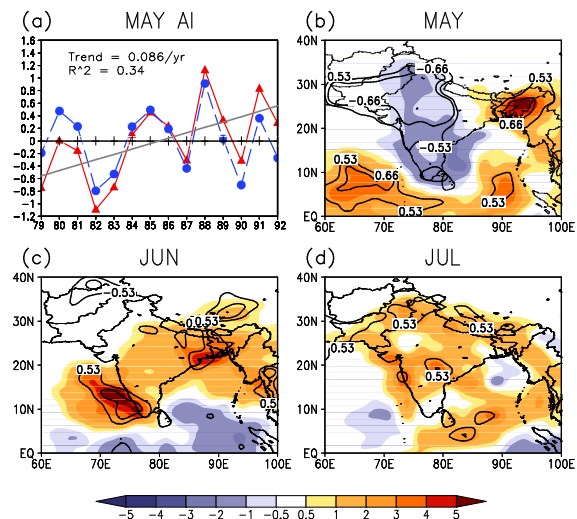 (a) MAY AI
Trend = 0.086/yr
R^2 = 0.34
1.6
1.4
1.2
1
0.8
0.6
0.4
0.2
0
-0.2
-0.4
-0.6
-0.8
-1
-1.2
79 80 81 82 83 84 85 86 87 88 89 90 91 92
(b) MAY
40N
30N
20N
10N
EQ
60E 70E 80E 90E 100E
0.53 -0.66 0.53
-0.66
0.66
-0.53
0.53
0.66
0.53 0.53
(c) JUN
40N
30N
20N
10N
EQ
60E 70E 80E 90E 100E
-0.53
0.53
0.53
(d) JUL
40N
30N
20N
10N
EQ
60E 70E 80E 90E 100E
0.53 0.53
0.53
-5 -4 -3 -2 -1 -0.5 0.5 1 2 3 4 5